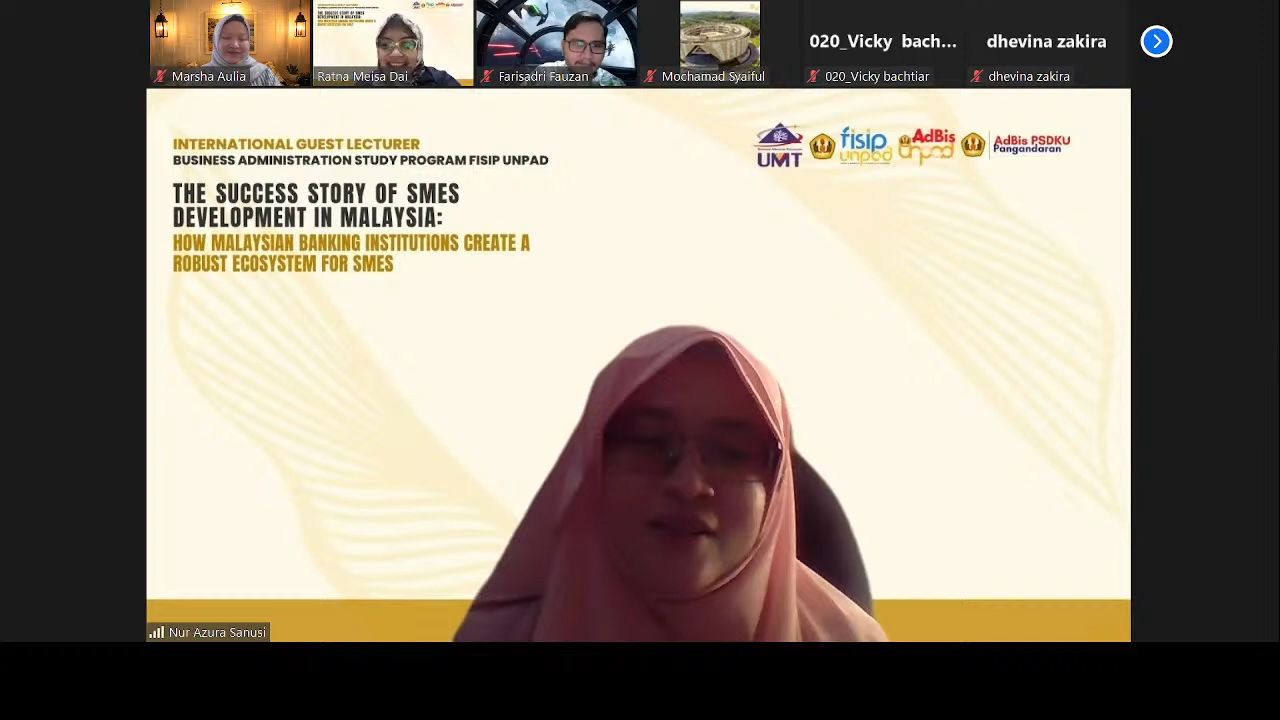 020_Vicky bach...
dhevina zakira
Marsha Aulia
Ratna Meisa Dai
Farisadri Fauzan
Mochamad Syaiful
020_Vicky bachtiar
dhevina zakira
INTERNATIONAL GUEST LECTURER
BUSINESS ADMINISTRATION STUDY PROGRAM FISIP UNPAD
THE SUCCESS STORY OF SMES
DEVELOPMENT IN MALAYSIA:
HOW MALAYSIAN BANKING INSTITUTIONS CREATE A
ROBUST ECOSYSTEM FOR SMES
UMT
fisip
unpad
AdBis
unpad
AdBis PSDKU
Pangandaran
Nur Azura Sanusi